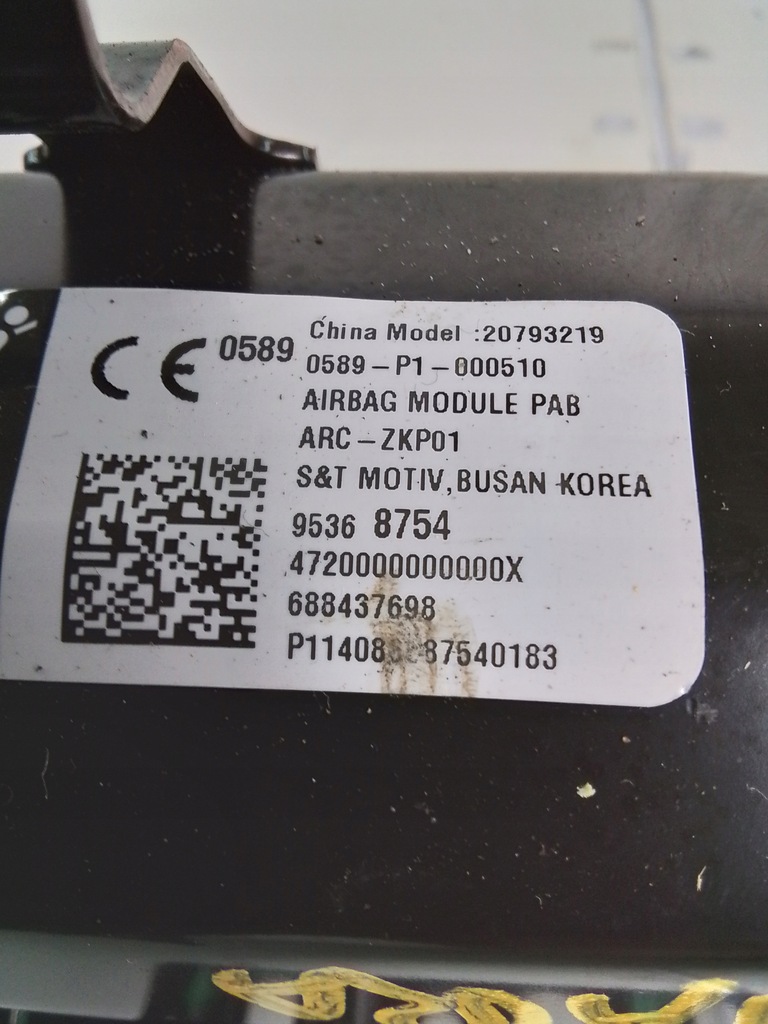 CE 0589
China Model :20793219
0589-P1-000510
AIRBAG MODULE PAB
ARC-ZKP01
S&T MOTIV,BUSAN KOREA
9536 8754
4720000000000X
688437698